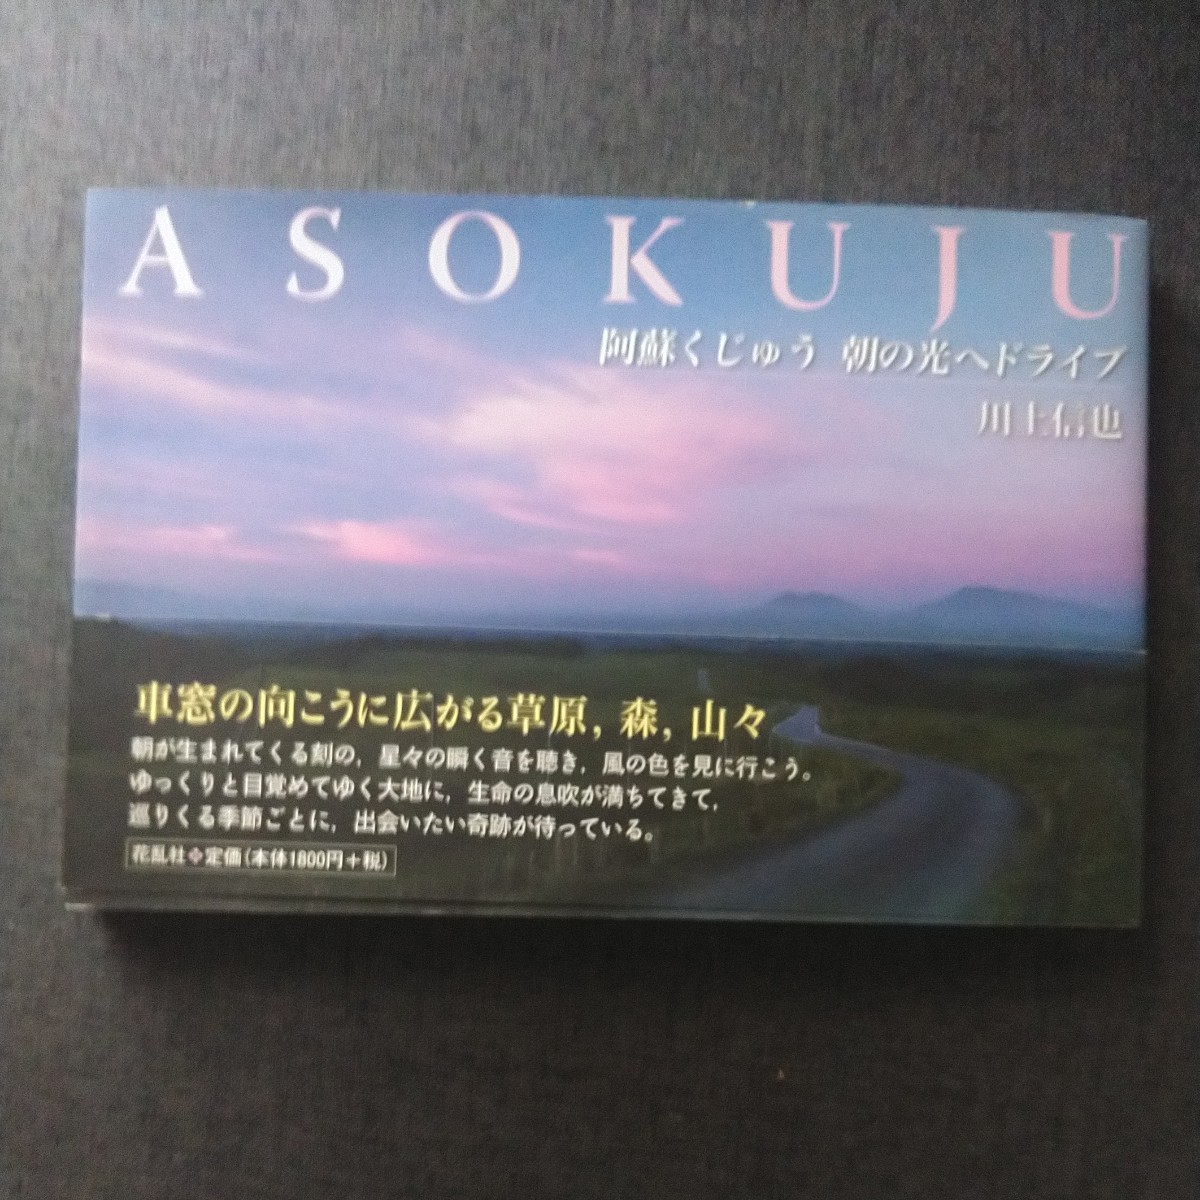 ASOKUJU
阿蘇くじゅう 朝の光へドライブ
川上信也
車窓の向こうに広がる草原，森，山々
朝が生まれてくる刻の，星々の瞬く音を聴き，風の色を見に行こう。
ゆっくりと目覚めてゆく大地に，生命の息吹が満ちてきて，
巡りくる季節ごとに，出会いたい奇跡が待っている。
花乱社✤定価（本体1800円＋税）